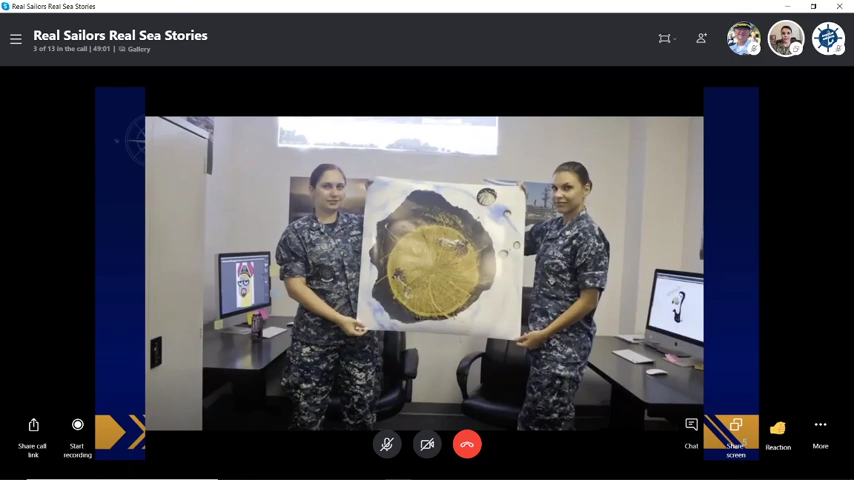 Real Sailors Real Sea Stories
Real Sailors Real Sea Stories
3 of 13 in the call | 49:01 | Gallery
Share call
link
Start
recording
Chat
Share
screen
Reaction
More